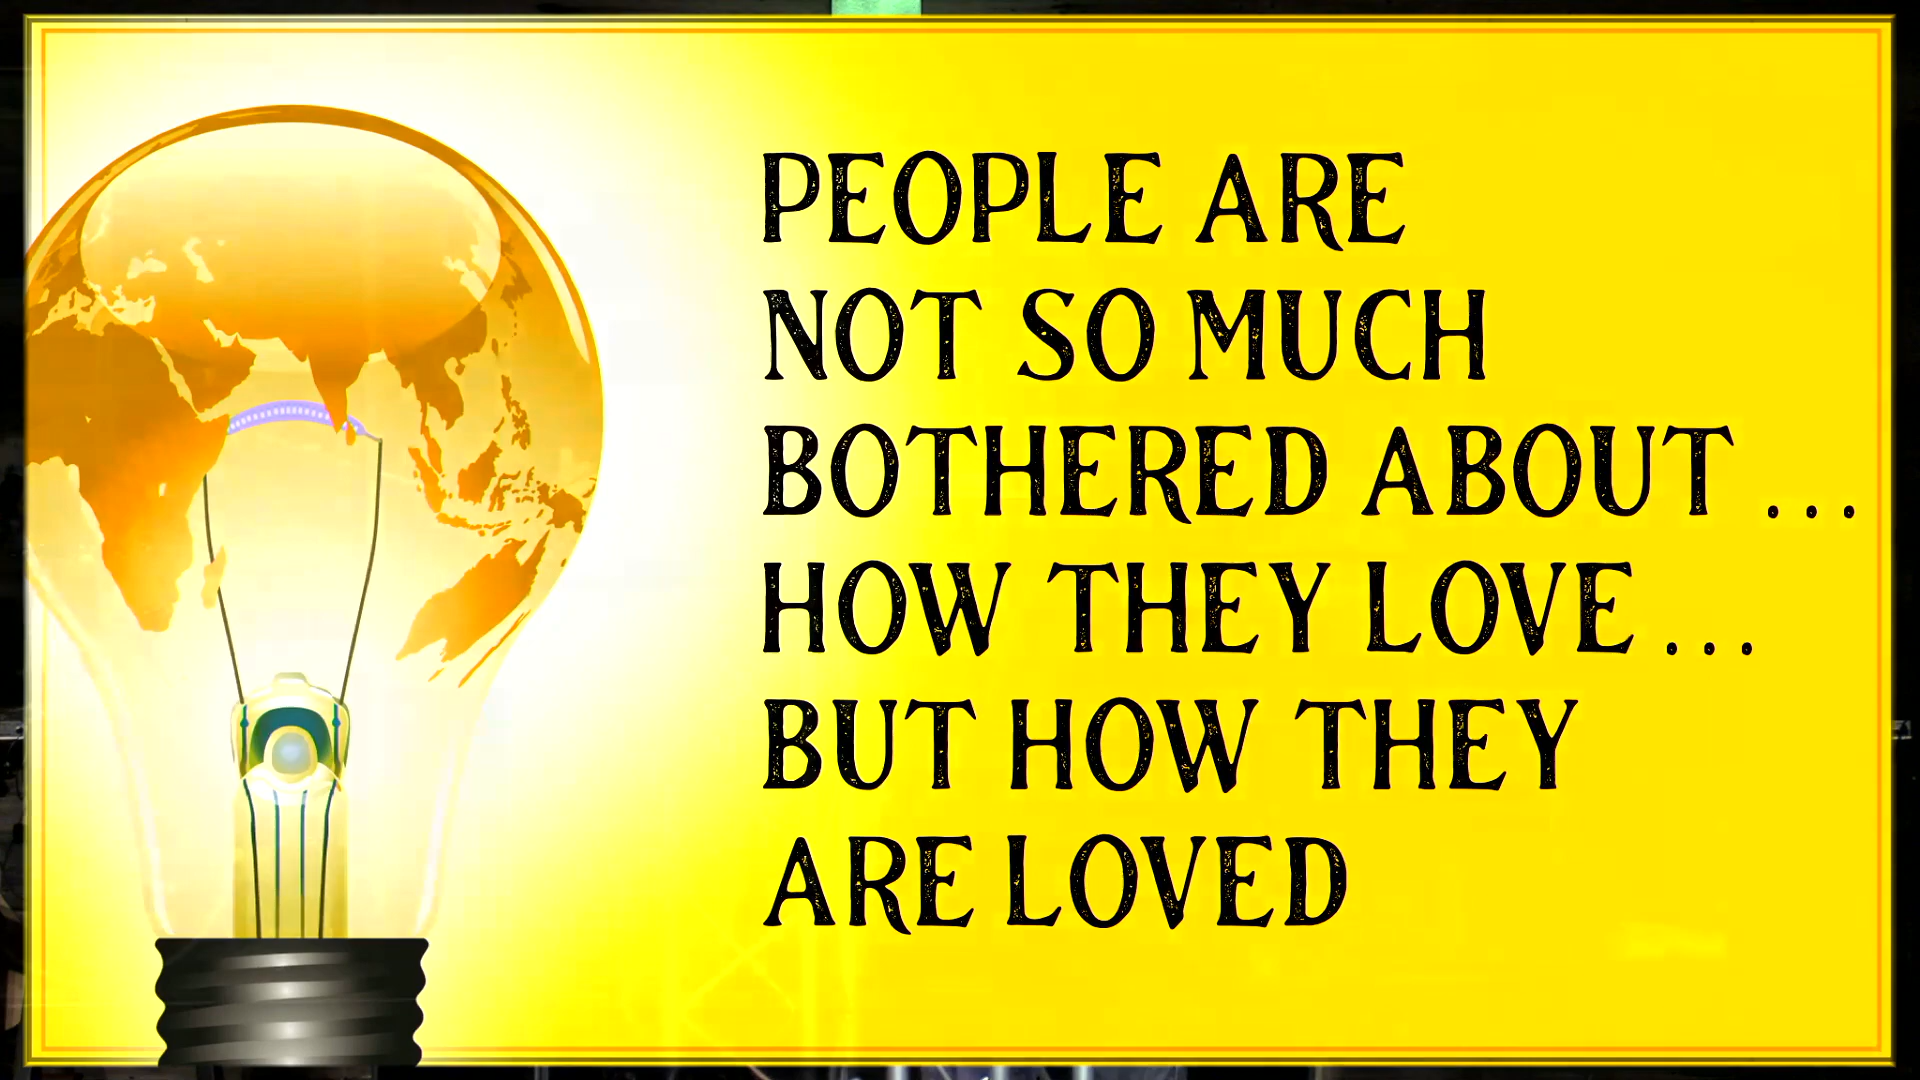 PEOPLE ARE
NOT SO MUCH
BOTHERED ABOUT ...
HOW THEY LOVE ...
BUT HOW THEY
ARE LOVED